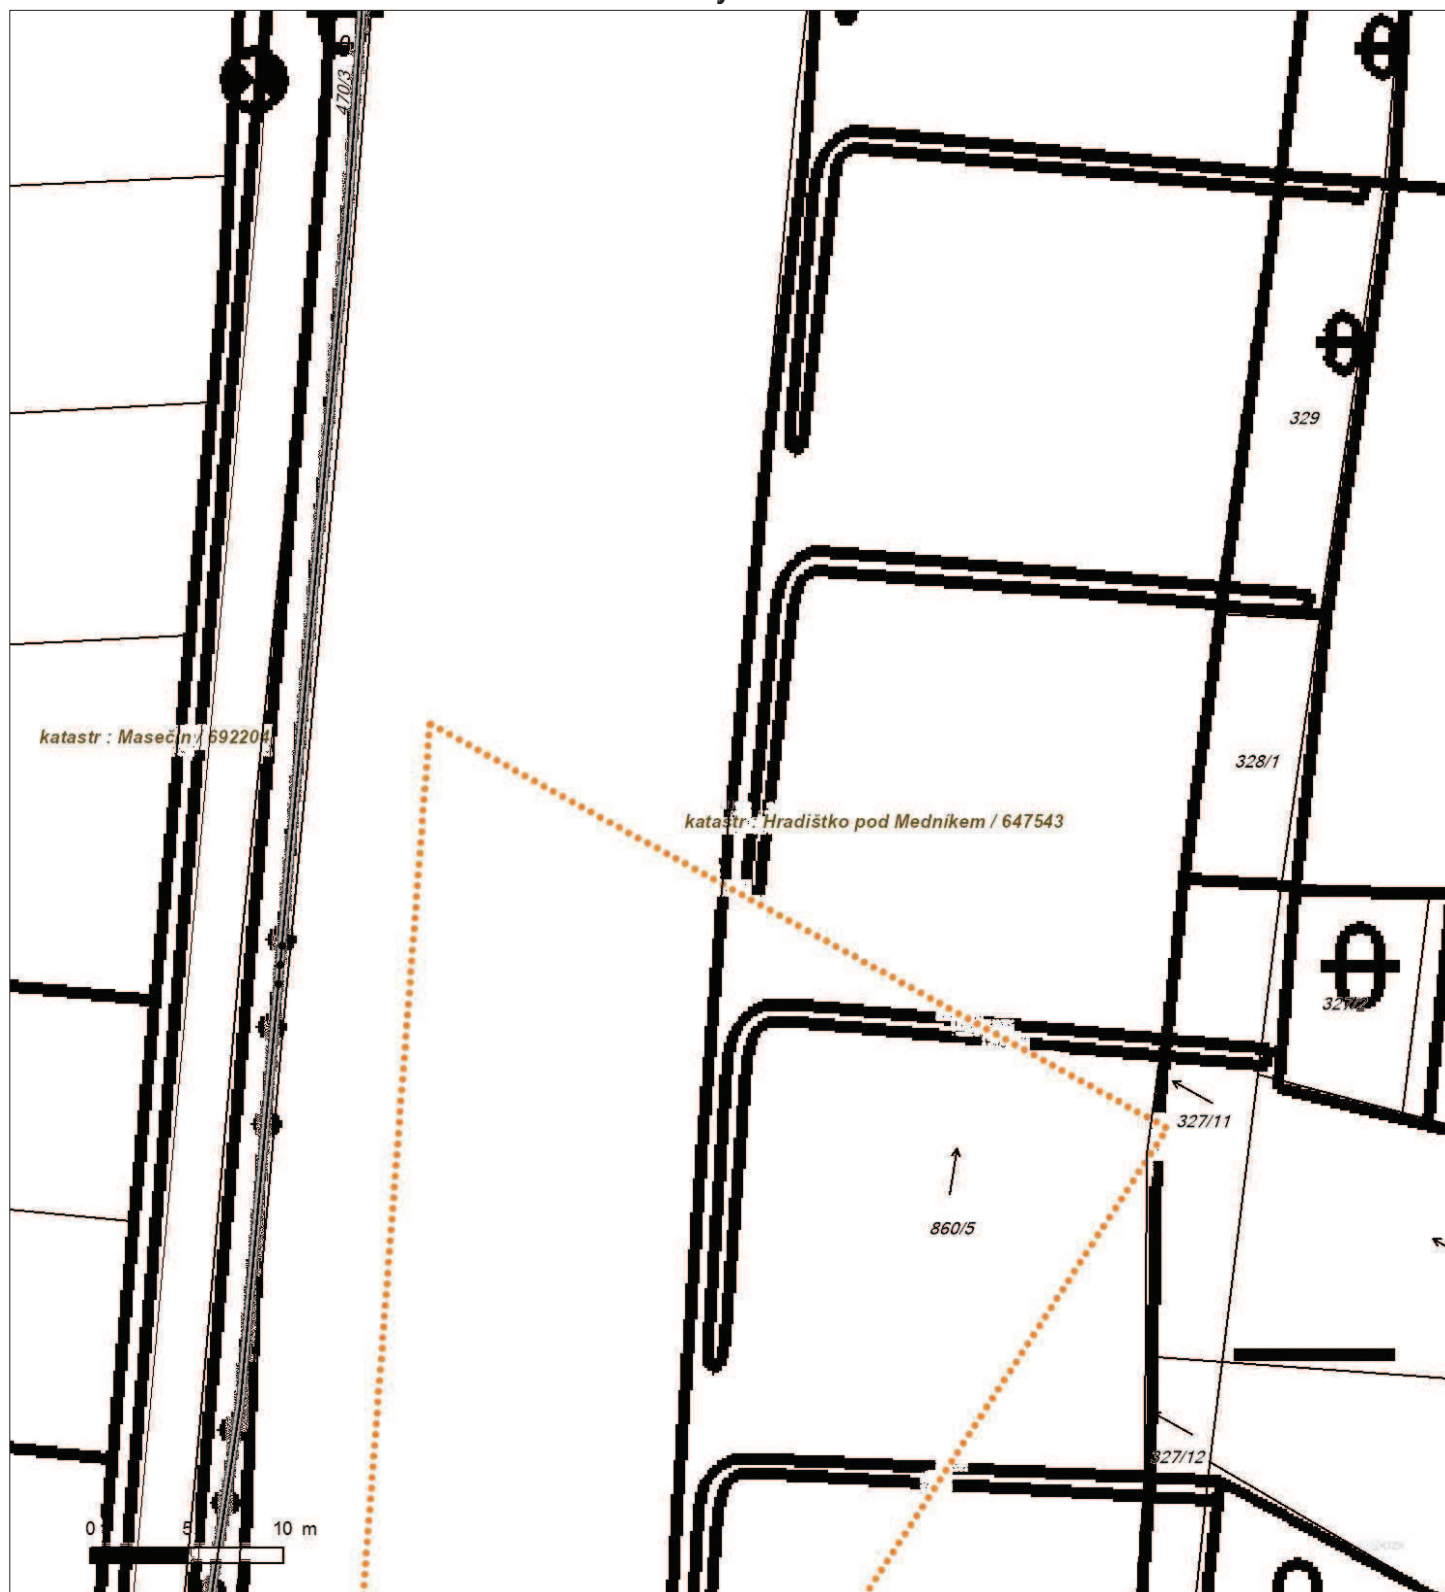 470/3
329
katastr : Masečín / 692204
328/1
katastr : Hradištko pod Medníkem / 647543
327/2
327/11
860/5
327/12
0 5 10 m